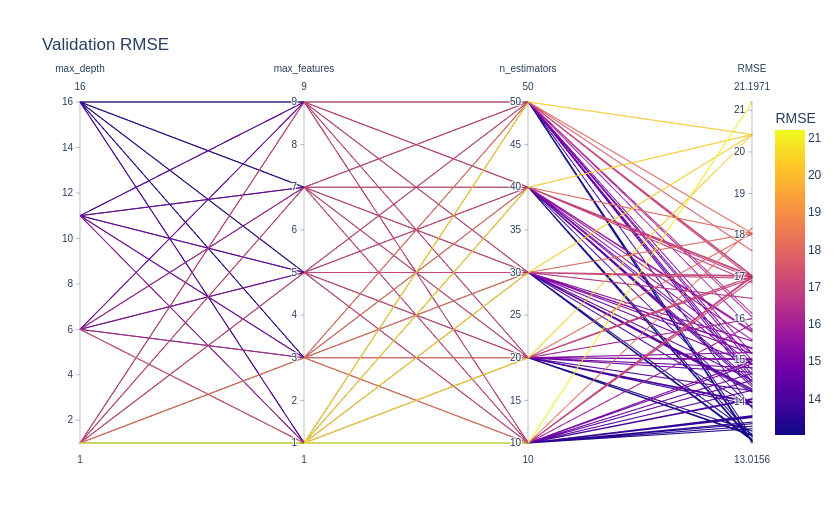 Validation RMSE
max_depth max_features n_estimators RMSE
16 9 50 21.1971
16 9 50 21
14 8 45 20
12 7 40 19
10 6 35 18
8 5 30 17
6 4 25 16
4 3 20 15
2 2 15 14
1 10
1 1 10 13.0156
RMSE
21
20
19
18
17
16
15
14